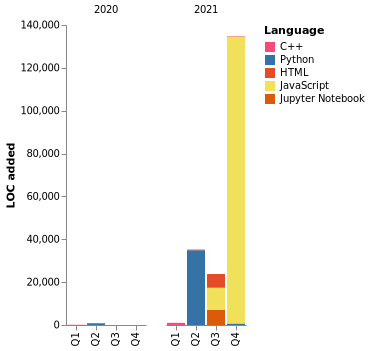 2020
2021
140,000
120,000
100,000
80,000
60,000
40,000
20,000
0
LOC added
Q1
Q2
Q3
Q4
Q1
Q2
Q3
Q4
Language
C++
Python
HTML
JavaScript
Jupyter Notebook